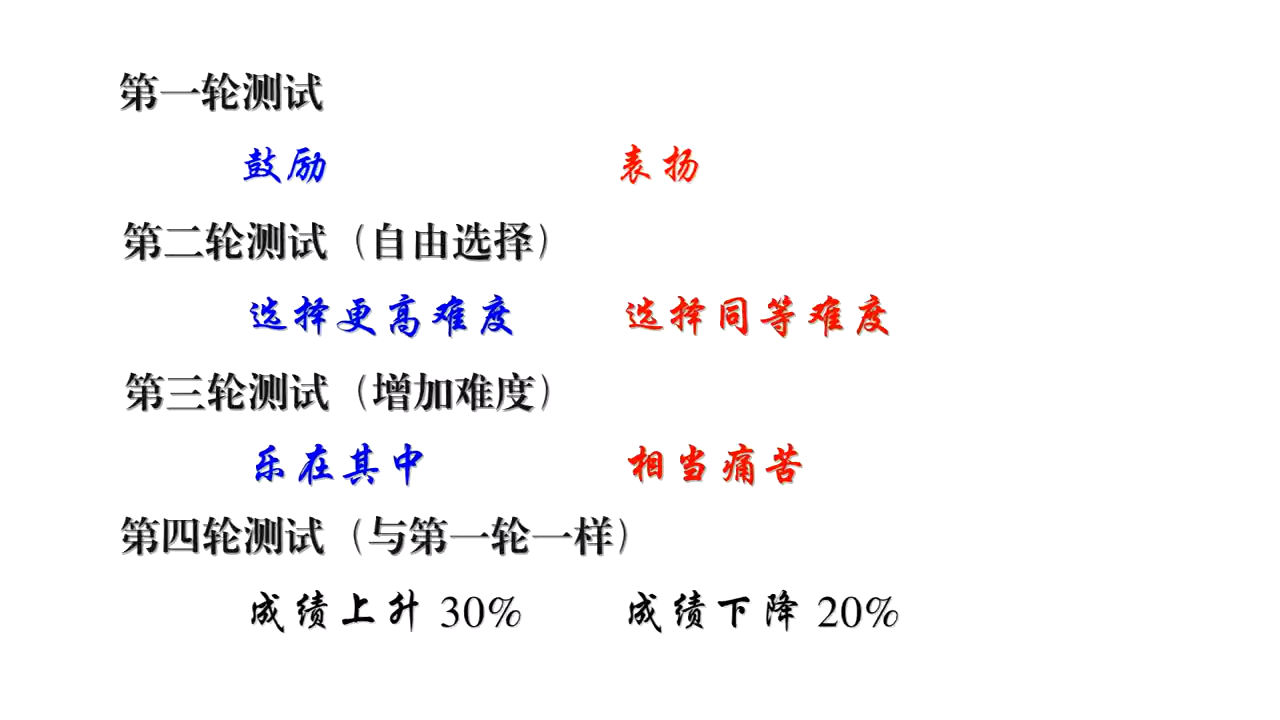 第一轮测试
鼓励 表扬
第二轮测试（自由选择）
选择更高难度 选择同等难度
第三轮测试（增加难度）
乐在其中 相当痛苦
第四轮测试（与第一轮一样）
成绩上升 30% 成绩下降 20%